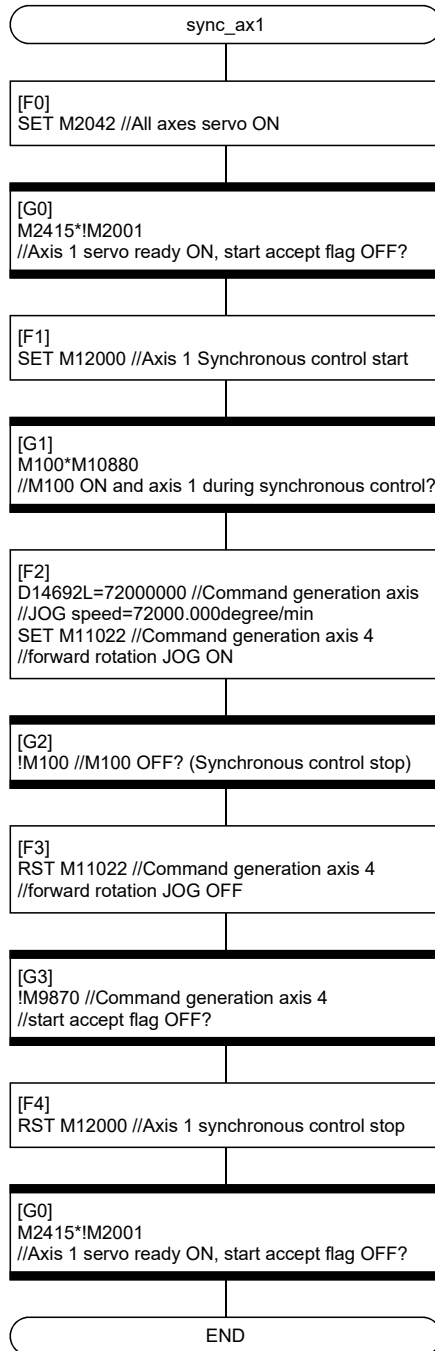 sync_ax1
[F0]
SET M2042 //All axes servo ON
[G0]
M2415*!M2001
//Axis 1 servo ready ON, start accept flag OFF?
[F1]
SET M12000 //Axis 1 Synchronous control start
[G1]
M100*M10880
//M100 ON and axis 1 during synchronous control?
[F2]
D14692L=72000000 //Command generation axis
//JOG speed=72000.000degree/min
SET M11022 //Command generation axis 4
//forward rotation JOG ON
[G2]
!M100 //M100 OFF? (Synchronous control stop)
[F3]
RST M11022 //Command generation axis 4
//forward rotation JOG OFF
[G3]
!M9870 //Command generation axis 4
//start accept flag OFF?
[F4]
RST M12000 //Axis 1 synchronous control stop
[G0]
M2415*!M2001
//Axis 1 servo ready ON, start accept flag OFF?
END